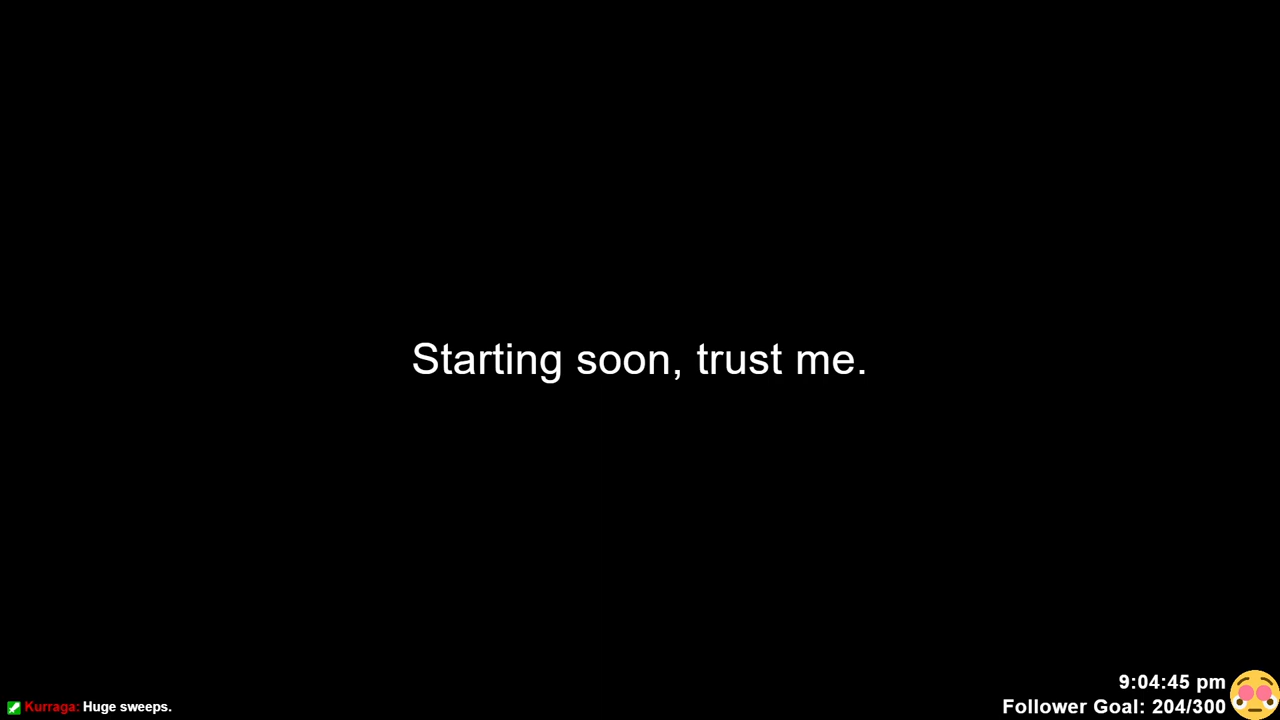 Starting soon, trust me.
9:04:45 pm
Follower Goal: 204/300
Kurraga: Huge sweeps.